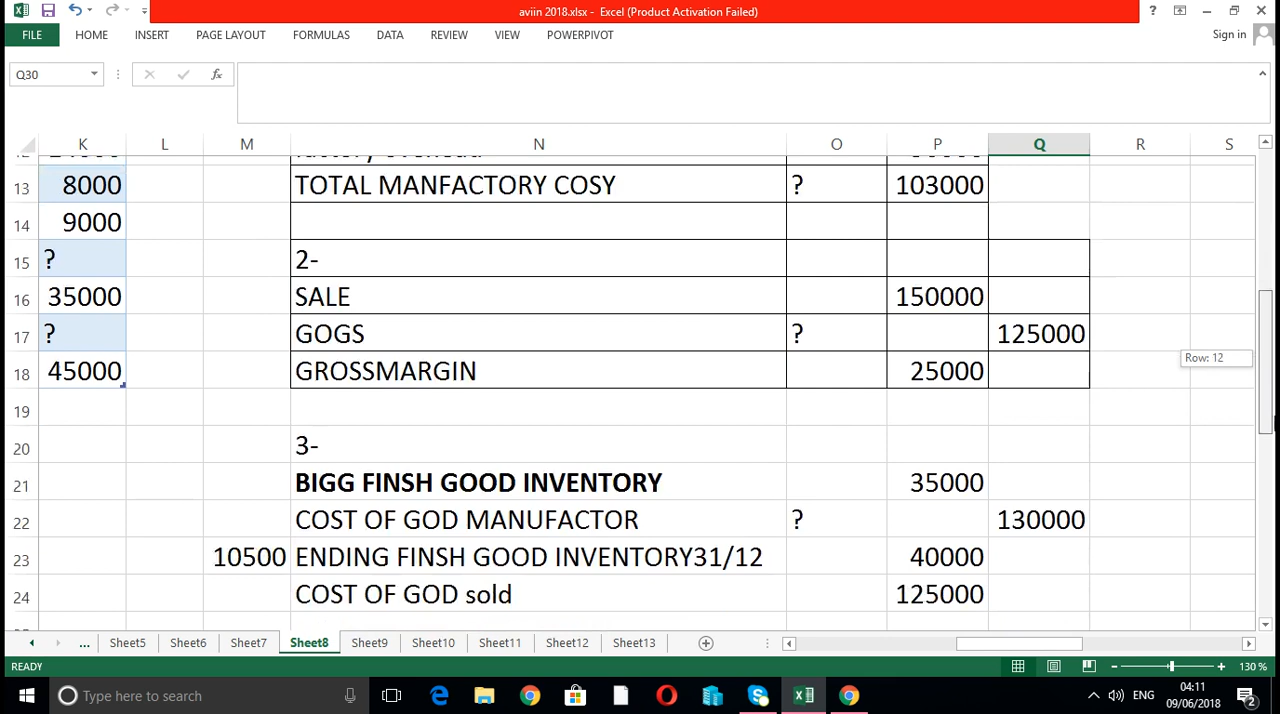 aviin 2018.xlsx - Excel (Product Activation Failed)
FILE HOME INSERT PAGE LAYOUT FORMULAS DATA REVIEW VIEW POWERPIVOT Sign in
Q30 fx
K L M N O P Q R S
13 8000 TOTAL MANFACTORY COSY ? 103000
14 9000
15 ? 2-
16 35000 SALE 150000
17 ? GOGS ? 125000
Row: 12
18 45000 GROSSMARGIN 25000
19
20 3-
21 BIGG FINSH GOOD INVENTORY 35000
22 COST OF GOD MANUFACTOR ? 130000
23 10500 ENDING FINSH GOOD INVENTORY31/12 40000
24 COST OF GOD sold 125000
... Sheet5 Sheet6 Sheet7 Sheet8 Sheet9 Sheet10 Sheet11 Sheet12 Sheet13
READY 130 %
Type here to search ENG 04:11
09/06/2018 2